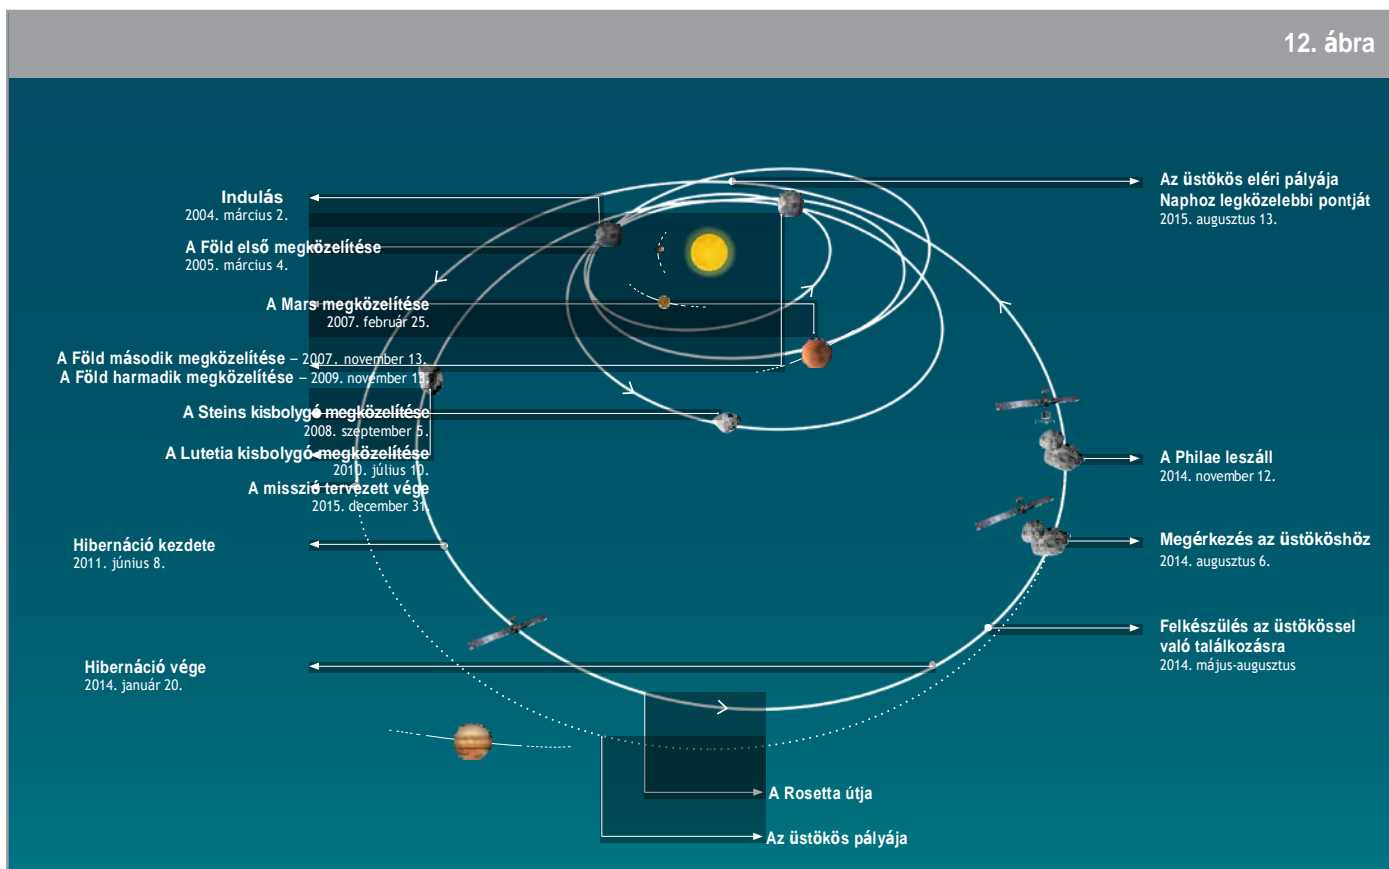 12. ábra
Indulás
2004. március 2.
A Föld első megközelítése
2005. március 4.
A Mars megközelítése
2007. február 25.
A Föld második megközelítése – 2007. november 13.
A Föld harmadik megközelítése – 2009. november 13.
A Steins kisbolygó megközelítése
2008. szeptember 5.
A Lutetia kisbolygó megközelítése
2010. július 10.
A misszió tervezett vége
2015. december 31.
Hibernáció kezdete
2011. június 8.
Hibernáció vége
2014. január 20.
Az üstökös eléri pályája
Naphoz legközelebbi pontját
2015. augusztus 13.
A Philae leszáll
2014. november 12.
Megérkezés az üstököshöz
2014. augusztus 6.
Felkészülés az üstökössel
való találkozásra
2014. május-augusztus
A Rosetta útja
Az üstökös pályája